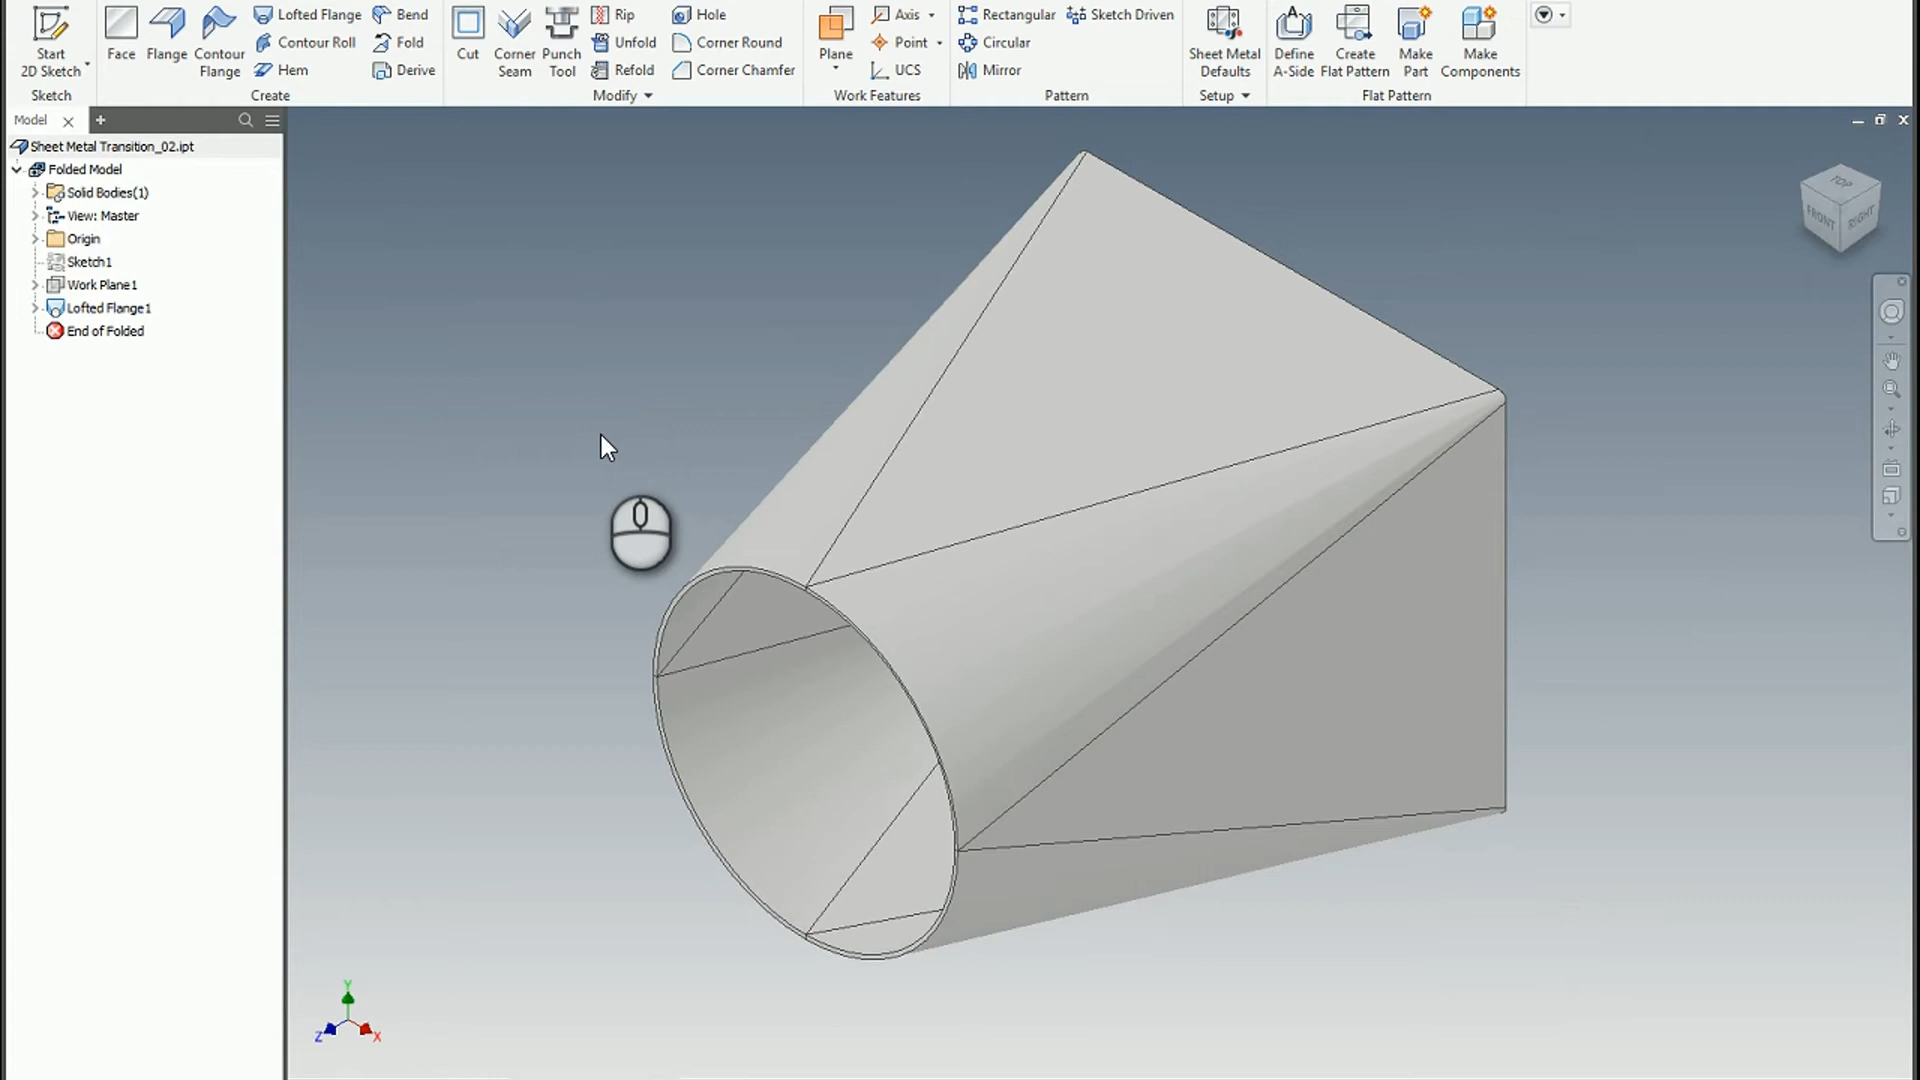 Start
2D Sketch
Sketch
Face
Flange
Contour
Flange
Lofted Flange
Contour Roll
Hem
Bend
Fold
Derive
Create
Cut
Corner
Seam
Punch
Tool
Rip
Unfold
Refold
Hole
Corner Round
Corner Chamfer
Modify
Plane
Axis
Point
UCS
Work Features
Rectangular
Circular
Mirror
Sketch Driven
Pattern
Sheet Metal
Defaults
Setup
Define
A-Side
Create
Flat Pattern
Make
Part
Make
Components
Flat Pattern
Model
Sheet Metal Transition_02.ipt
Folded Model
Solid Bodies(1)
View: Master
Origin
Sketch1
Work Plane1
Lofted Flange1
End of Folded
TOP
FRONT
RIGHT
Y
Z
X